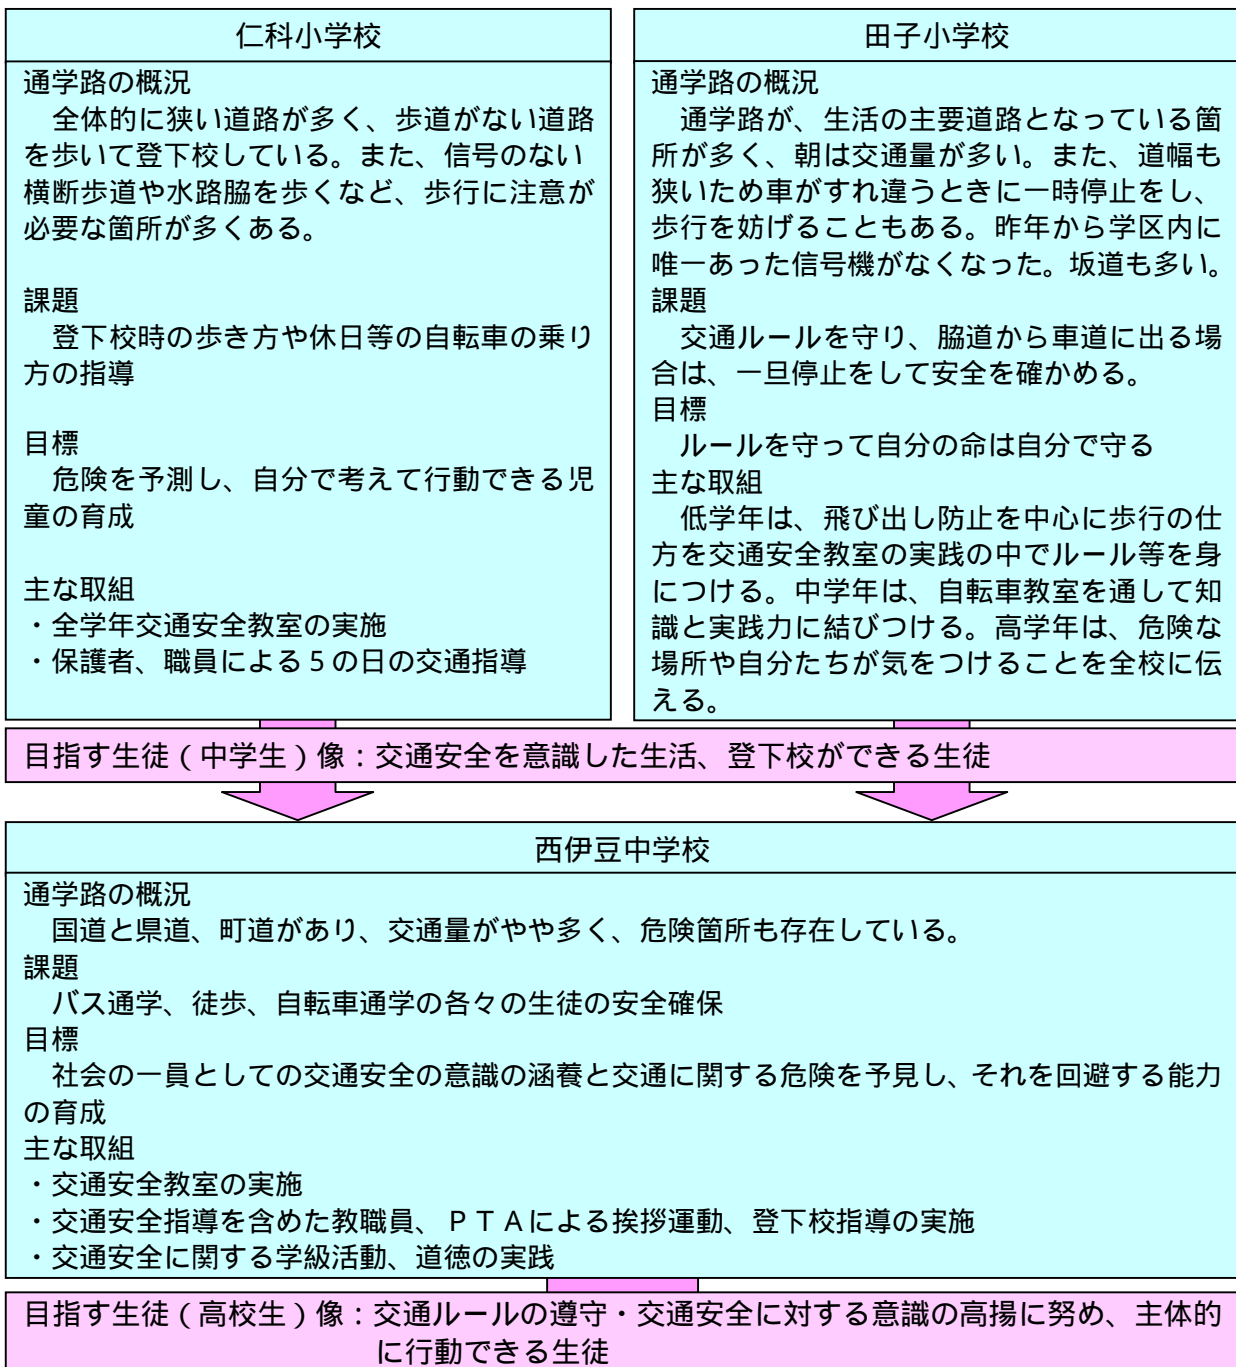 仁科小学校
通学路の概況
　全体的に狭い道路が多く、歩道がない道路
を歩いて登下校している。また、信号のない
横断歩道や水路脇を歩くなど、歩行に注意が
必要な箇所が多くある。
課題
　登下校時の歩き方や休日等の自転車の乗り
方の指導
目標
　危険を予測し、自分で考えて行動できる児
童の育成
主な取組
・全学年交通安全教室の実施
・保護者、職員による５の日の交通指導
田子小学校
通学路の概況
　通学路が、生活の主要道路となっている箇
所が多く、朝は交通量が多い。また、道幅も
狭いため車がすれ違うときに一時停止をし、
歩行を妨げることもある。昨年から学区内に
唯一あった信号機がなくなった。坂道も多い。
課題
　交通ルールを守り、脇道から車道に出る場
合は、一旦停止をして安全を確かめる。
目標
　ルールを守って自分の命は自分で守る
主な取組
　低学年は、飛び出し防止を中心に歩行の仕
方を交通安全教室の実践の中でルール等を身
につける。中学年は、自転車教室を通して知
識と実践力に結びつける。高学年は、危険な
場所や自分たちが気をつけることを全校に伝
える。
目指す生徒（中学生）像：交通安全を意識した生活、登下校ができる生徒
西伊豆中学校
通学路の概況
　国道と県道、町道があり、交通量がやや多く、危険箇所も存在している。
課題
　バス通学、徒歩、自転車通学の各々の生徒の安全確保
目標
　社会の一員としての交通安全の意識の涵養と交通に関する危険を予見し、それを回避する能力
の育成
主な取組
・交通安全教室の実施
・交通安全指導を含めた教職員、ＰＴＡによる挨拶運動、登下校指導の実施
・交通安全に関する学級活動、道徳の実践
目指す生徒（高校生）像：交通ルールの遵守・交通安全に対する意識の高揚に努め、主体的
に行動できる生徒